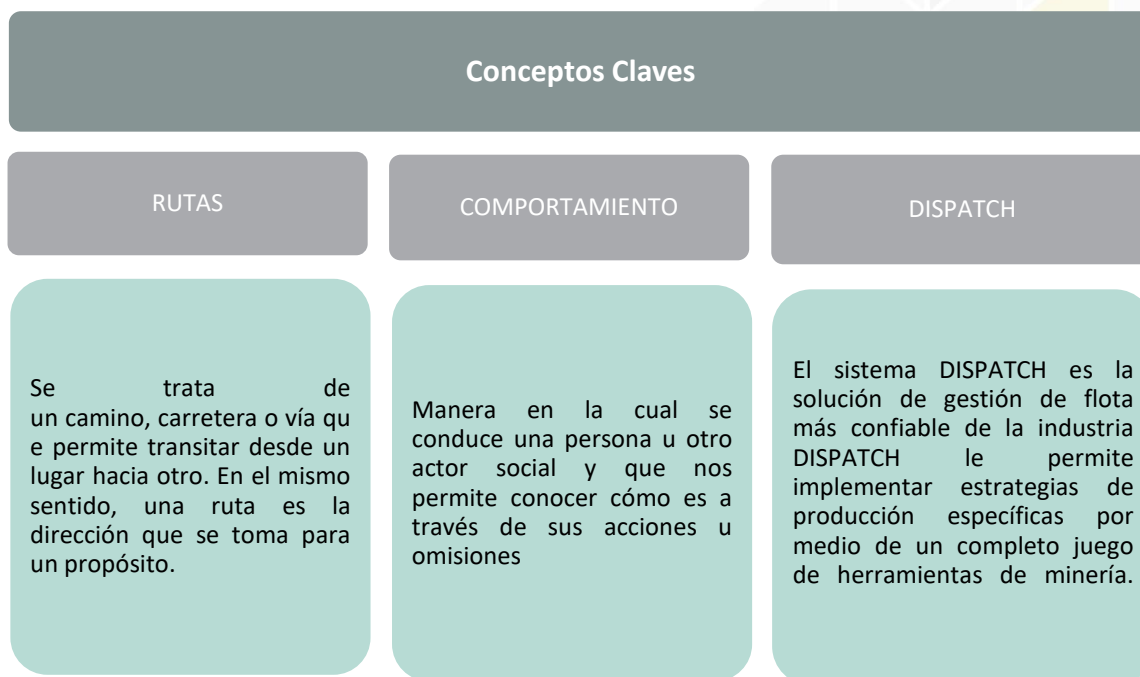 Conceptos Claves
RUTAS
Se trata de
un camino, carretera o vía qu
e permite transitar desde un
lugar hacia otro. En el mismo
sentido, una ruta es la
dirección que se toma para
un propósito.
COMPORTAMIENTO
Manera en la cual se
conduce una persona u otro
actor social y que nos
permite conocer cómo es a
través de sus acciones u
omisiones
DISPATCH
El sistema DISPATCH es la
solución de gestión de flota
más confiable de la industria
DISPATCH le permite
implementar estrategias de
producción específicas por
medio de un completo juego
de herramientas de minería.